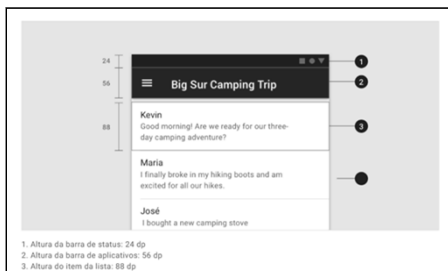 24
1
56
Big Sur Camping Trip
2
88
Kevin
Good morning! Are we ready for our three-
day camping adventure?
3
Maria
I finally broke in my hiking boots and am
excited for all our hikes.
José
I bought a new camping stove
1. Altura da barra de status: 24 dp
2. Altura da barra de aplicativos: 56 dp
3. Altura do item da lista: 88 dp